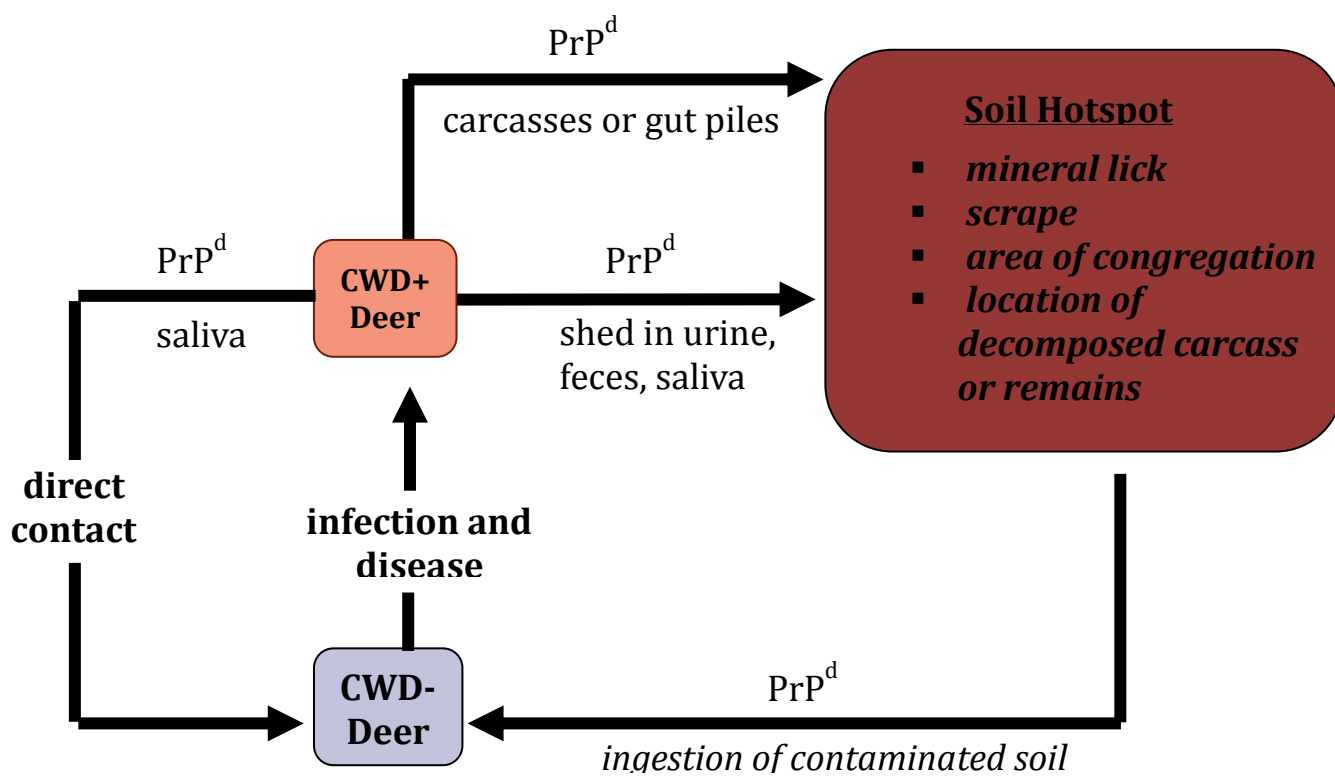 PrP^d
carcasses or gut piles
Soil Hotspot
▪ mineral lick
▪ scrape
▪ area of congregation
▪ location of
decomposed carcass
or remains
PrP^d
saliva
CWD+
Deer
PrP^d
shed in urine,
feces, saliva
direct
contact
infection and
disease
CWD-
Deer
PrP^d
ingestion of contaminated soil